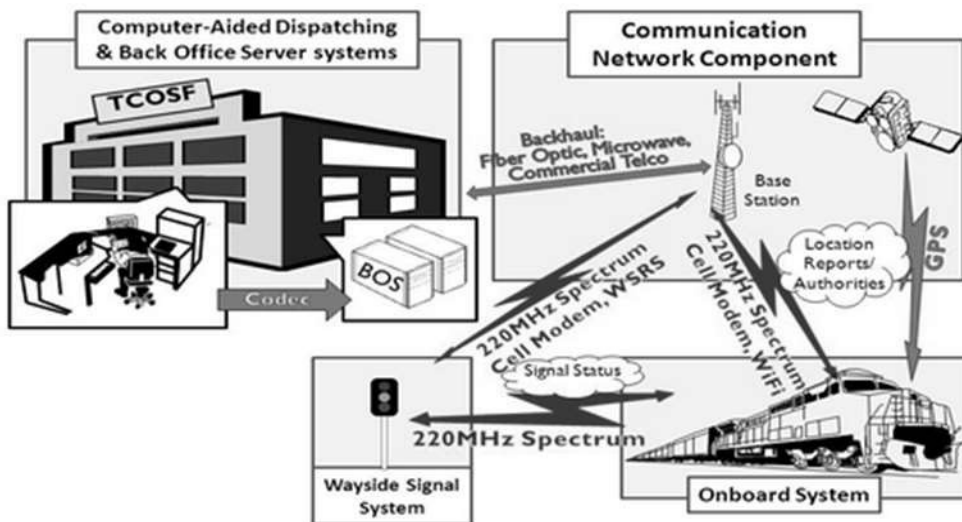 Computer-Aided Dispatching
& Back Office Server systems
TCOSF
BOS
Codec
Communication
Network Component
Backhaul:
Fiber Optic, Microwave,
Commercial Telco
Base
Station
220MHz Spectrum
Cell Modem, WSRS
220MHz Spectrum
Cell Modem, WiFi
Location
Reports/
Authorities
GPS
Signal Status
220MHz Spectrum
Wayside Signal
System
Onboard System